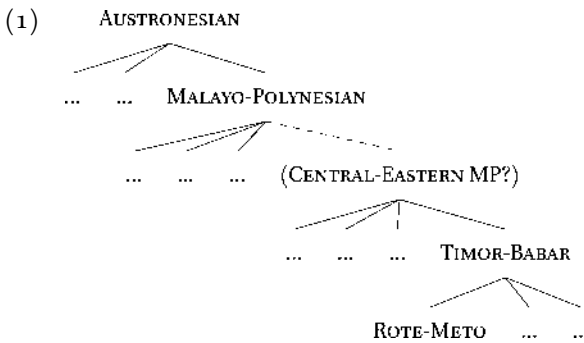 (1) AUSTRONESIAN
... ... MALAYO-POLYNESIAN
... ... ... (CENTRAL-EASTERN MP?)
... ... ... TIMOR-BABAR
ROTE-METO ... ..